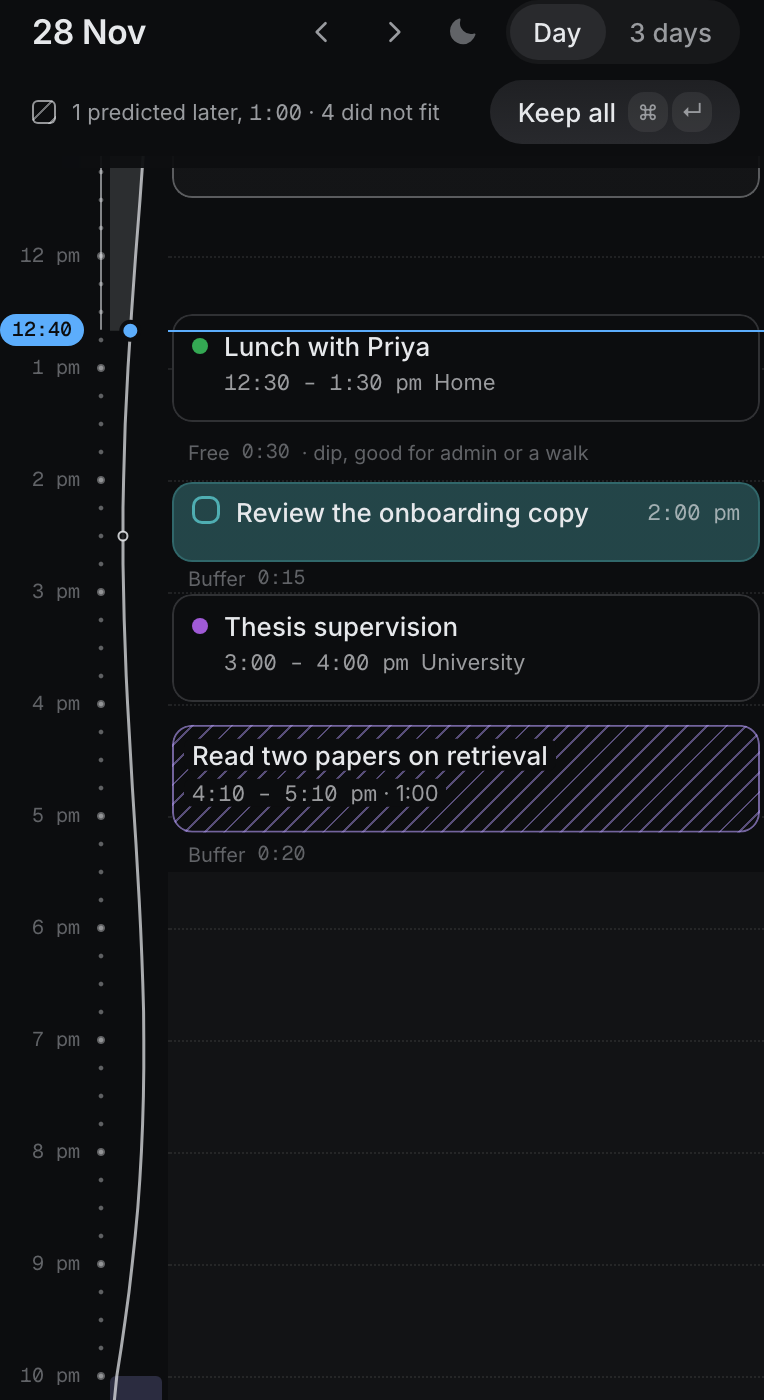 28 Nov
Day
3 days
1 predicted later, 1:00 · 4 did not fit
Keep all ⌘ ↵
12 pm
12:40
Lunch with Priya
1 pm
12:30 – 1:30 pm Home
Free 0:30 · dip, good for admin or a walk
2 pm
Review the onboarding copy 2:00 pm
Buffer 0:15
3 pm
Thesis supervision
3:00 – 4:00 pm University
4 pm
Read two papers on retrieval
4:10 – 5:10 pm · 1:00
5 pm
Buffer 0:20
6 pm
7 pm
8 pm
9 pm
10 pm